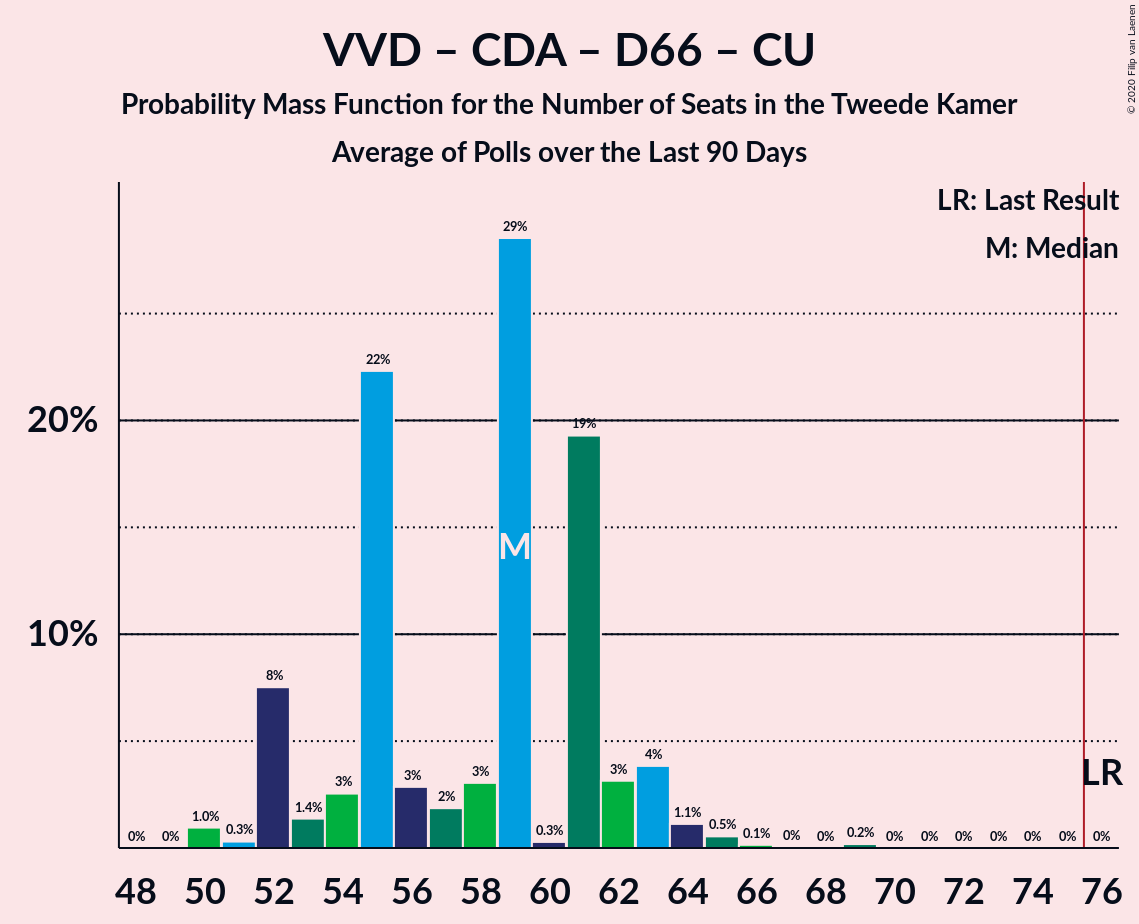 VVD – CDA – D66 – CU
Probability Mass Function for the Number of Seats in the Tweede Kamer
Average of Polls over the Last 90 Days
© 2020 Filip van Laenen
LR: Last Result
M: Median
29%
22%
20%
19%
M
10%
8%
4%
LR
3%
3%
3%
3%
2%
1.4%
1.0%
1.1%
0.3%
0.3%
0.5%
0.1%
0.2%
0% 0% 0% 0% 0% 0% 0% 0% 0% 0% 0%
48 50 52 54 56 58 60 62 64 66 68 70 72 74 76